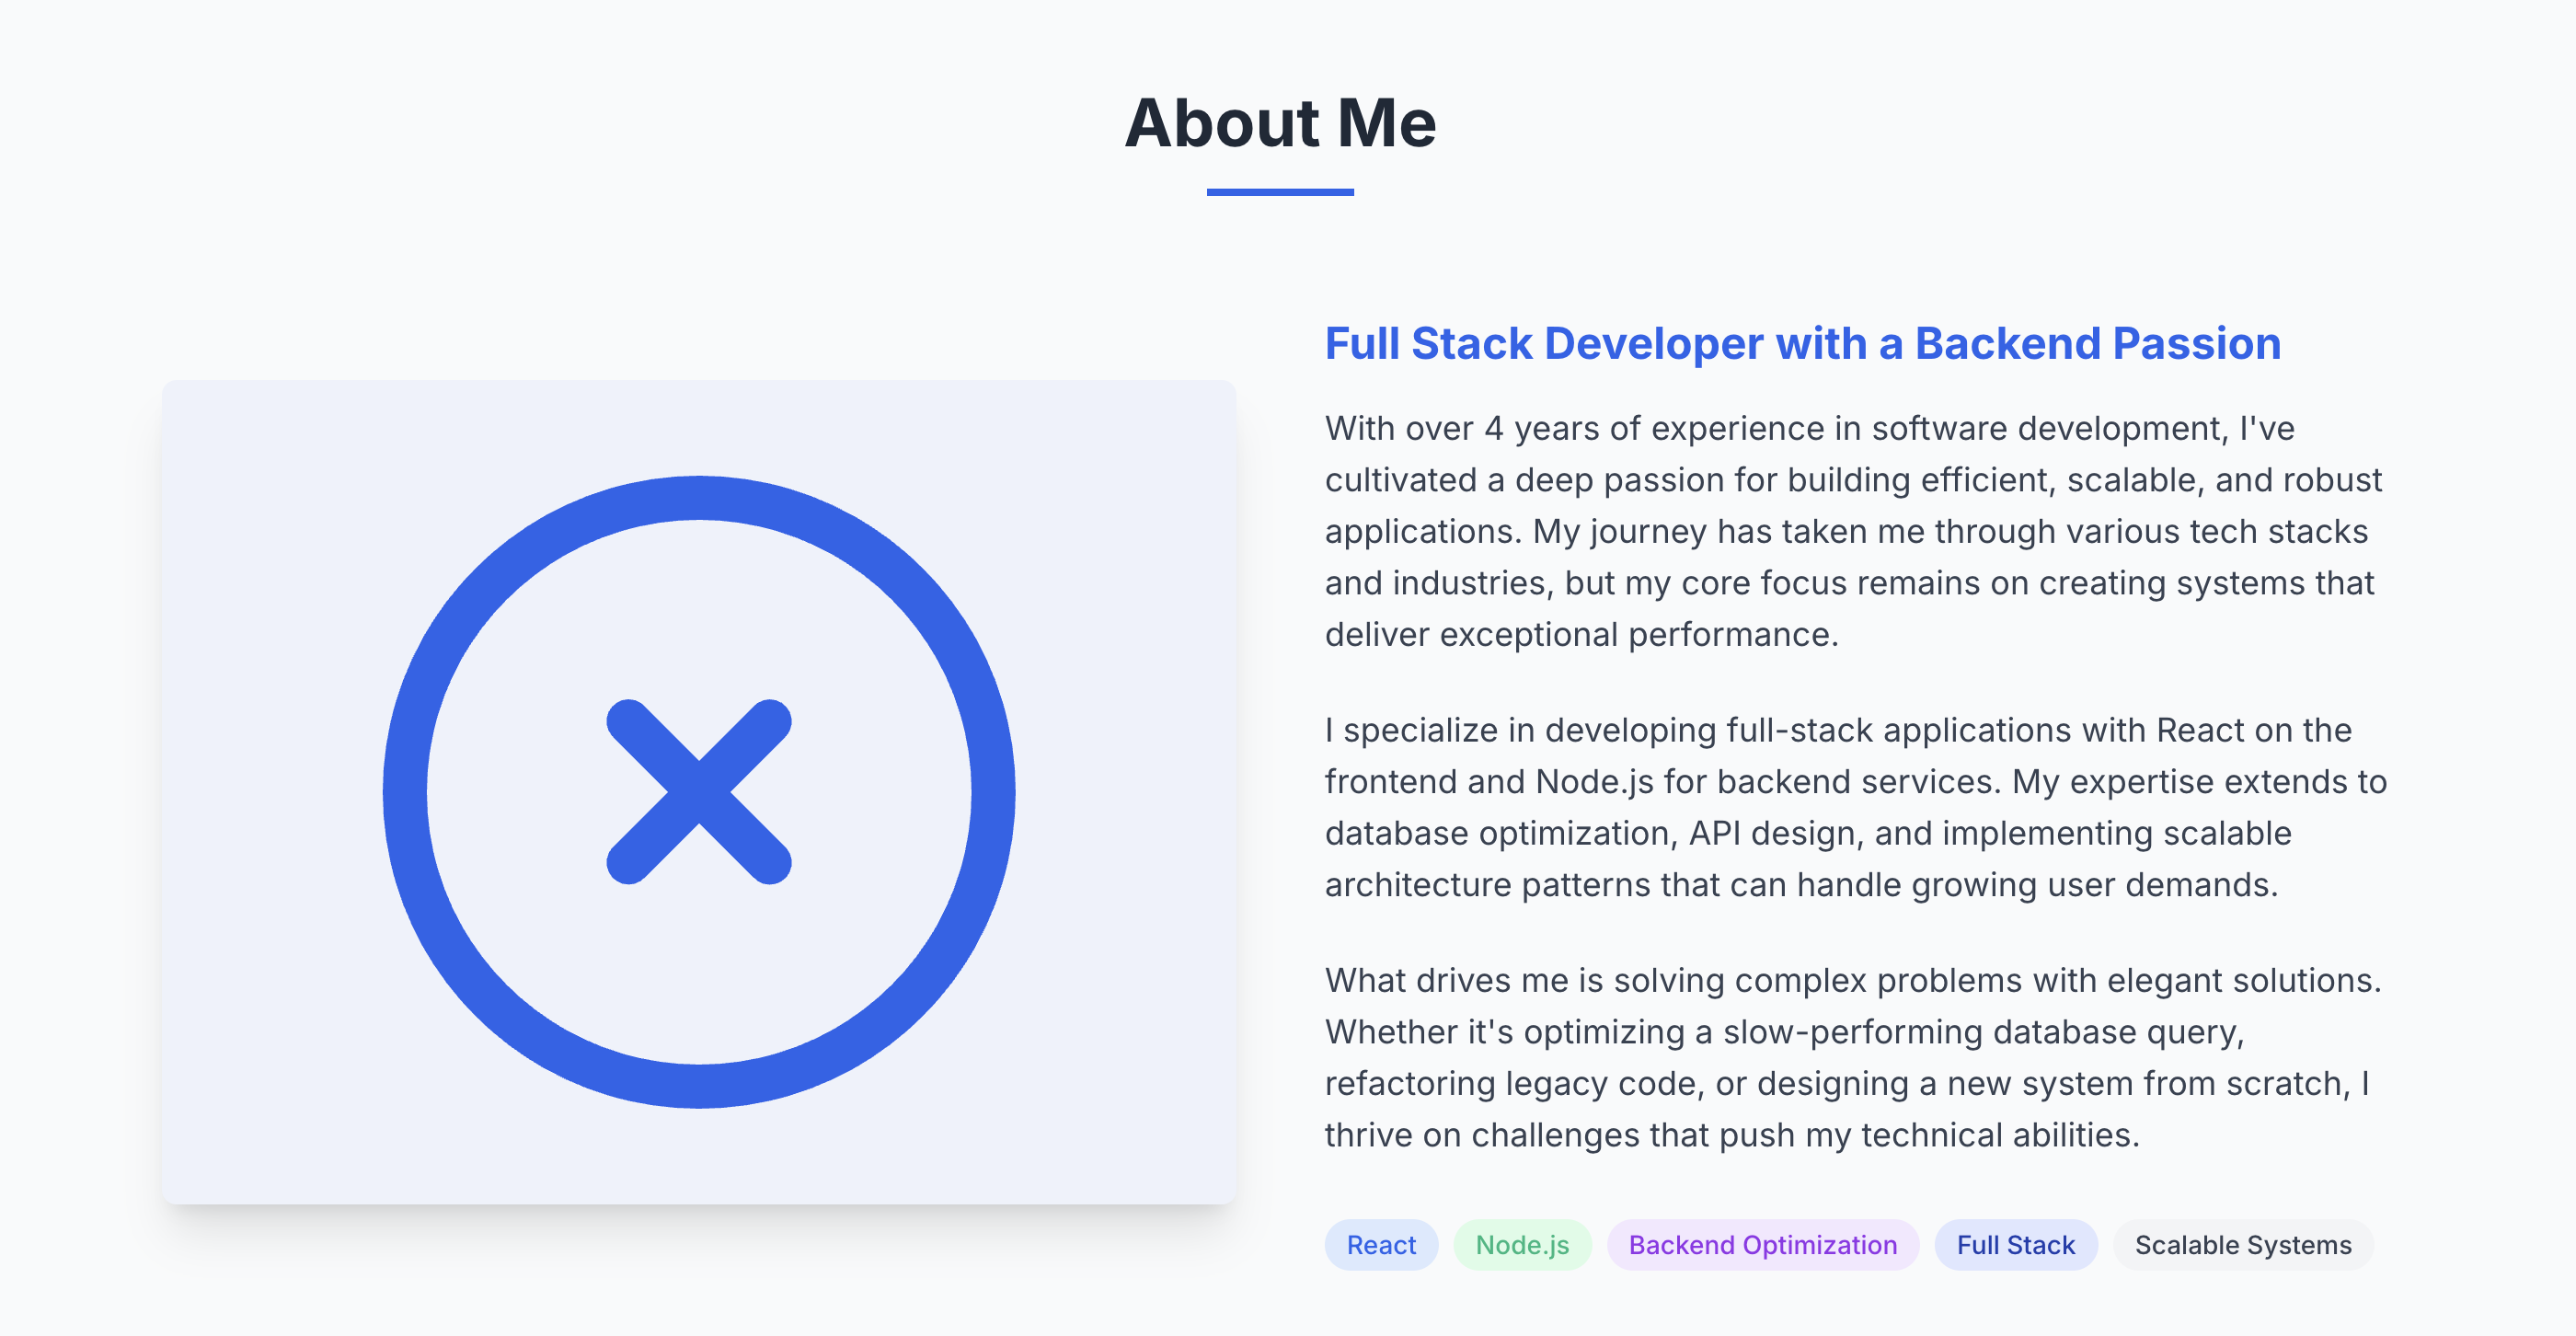 About Me
Full Stack Developer with a Backend Passion
With over 4 years of experience in software development, I've
cultivated a deep passion for building efficient, scalable, and robust
applications. My journey has taken me through various tech stacks
and industries, but my core focus remains on creating systems that
deliver exceptional performance.
I specialize in developing full-stack applications with React on the
frontend and Node.js for backend services. My expertise extends to
database optimization, API design, and implementing scalable
architecture patterns that can handle growing user demands.
What drives me is solving complex problems with elegant solutions.
Whether it's optimizing a slow-performing database query,
refactoring legacy code, or designing a new system from scratch, I
thrive on challenges that push my technical abilities.
React Node.js Backend Optimization Full Stack Scalable Systems